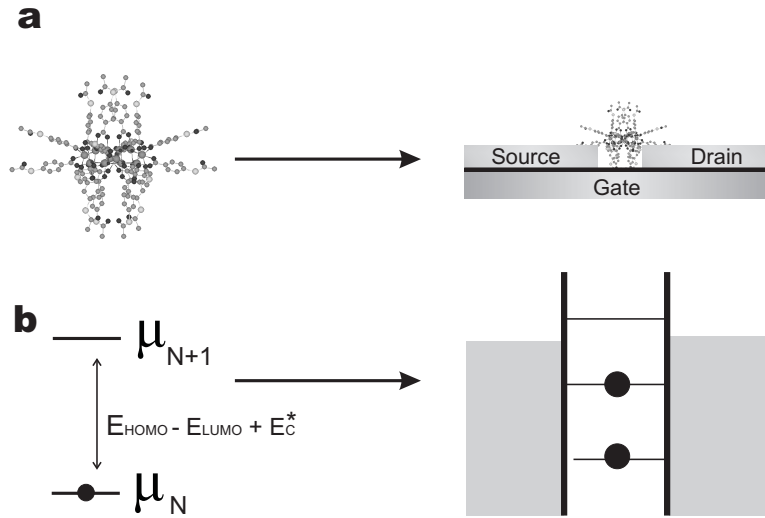 a
Source
Drain
Gate
b
μN+1
EHOMO - ELUMO + EC*
μN